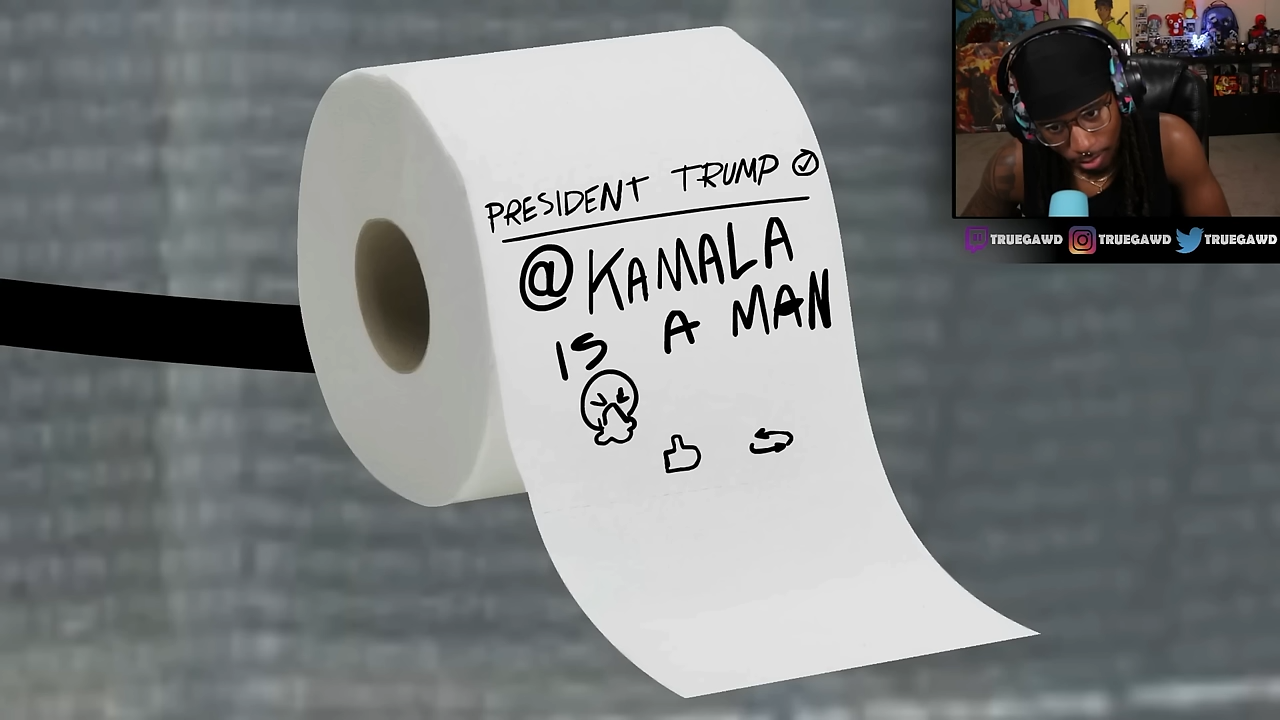 PRESIDENT TRUMP
@KAMALA
IS A MAN
TRUEGAWD TRUEGAWD TRUEGAWD